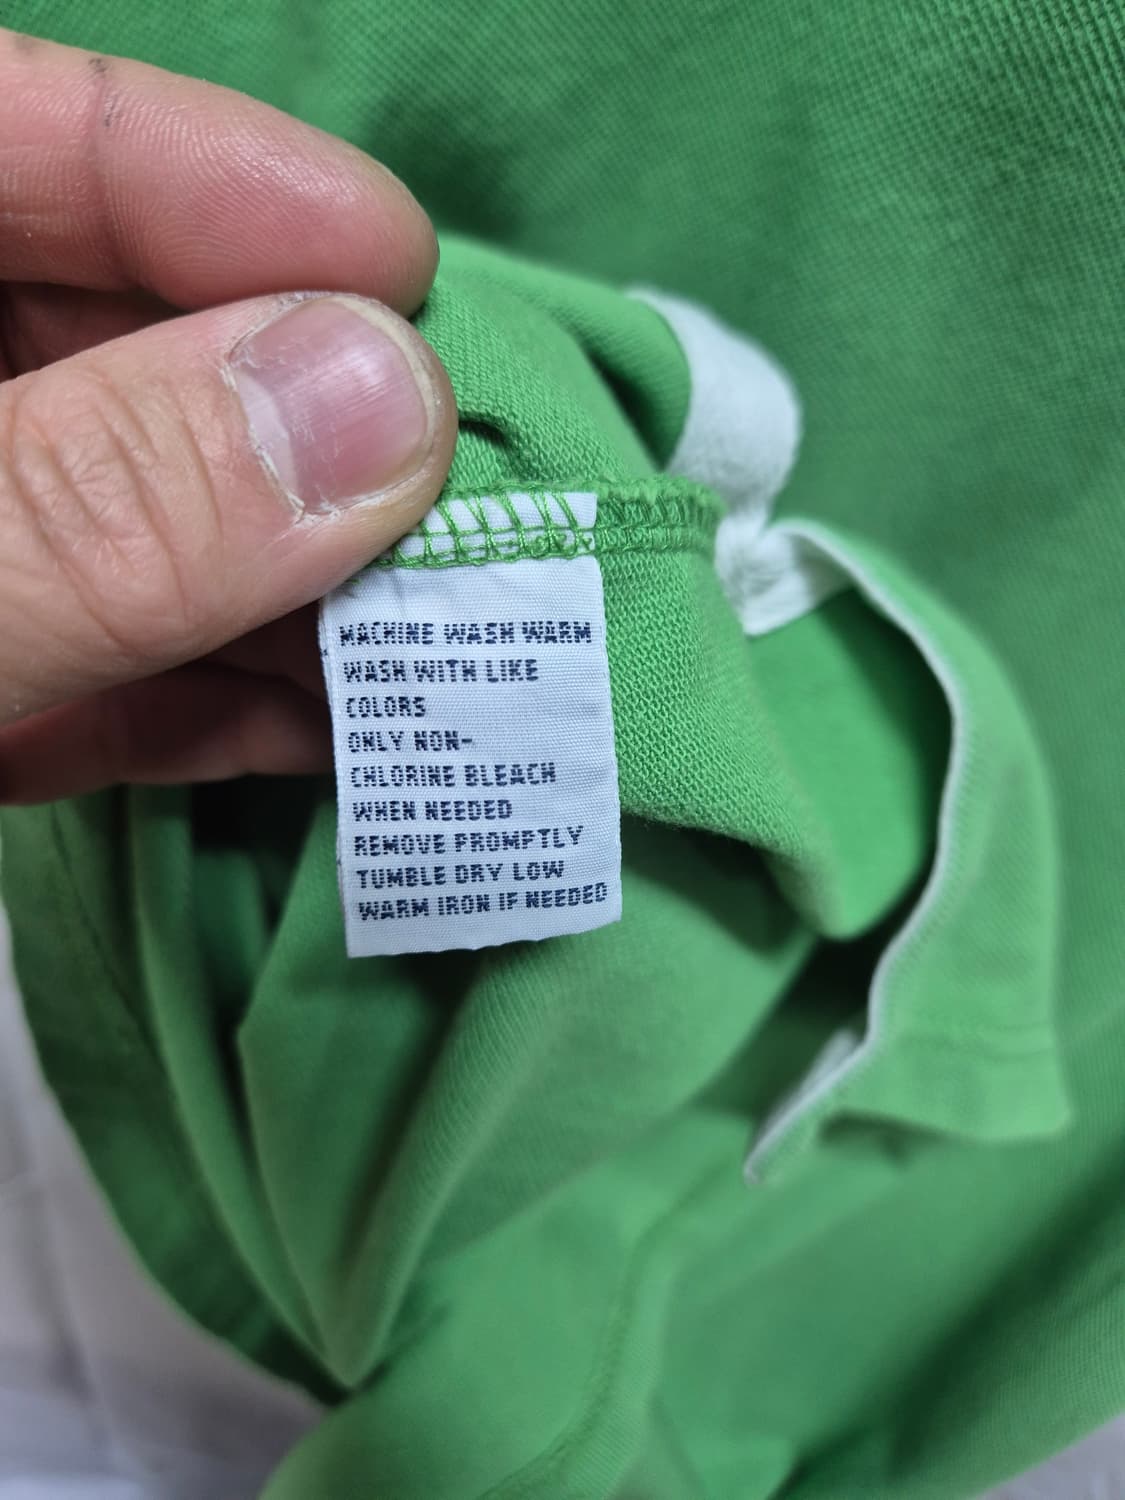 MACHINE WASH WARM
WASH WITH LIKE
COLORS
ONLY NON-
CHLORINE BLEACH
WHEN NEEDED
REMOVE PROMPTLY
TUMBLE DRY LOW
WARM IRON IF NEEDED